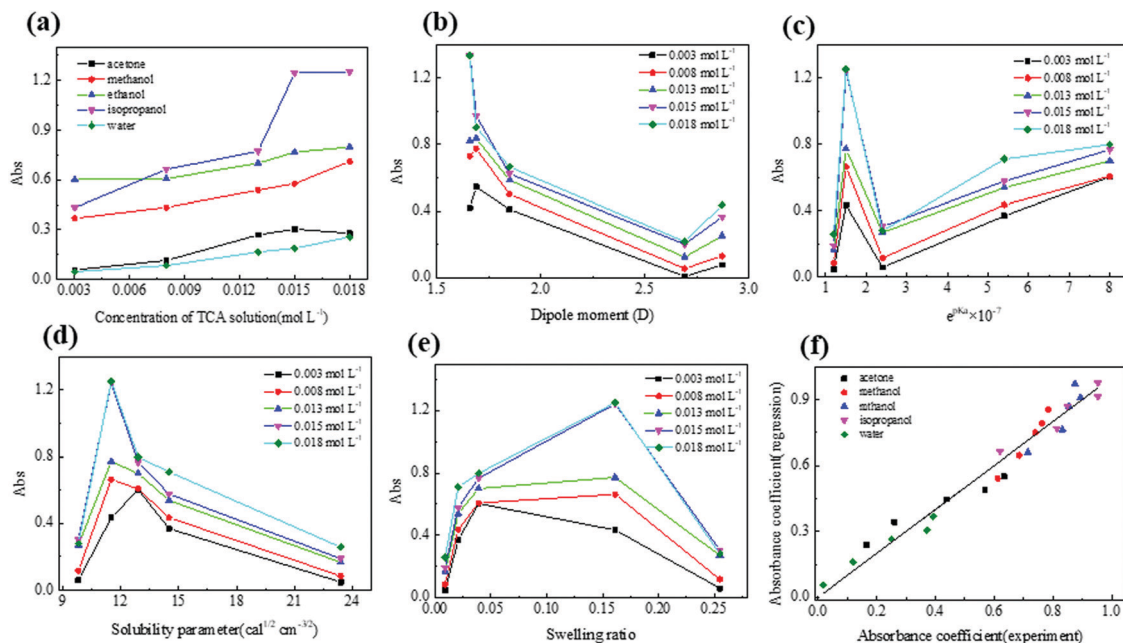 (a)
Abs
1.2
0.9
0.6
0.3
0.0
acetone
methanol
ethanol
isopropanol
water
0.003 0.006 0.009 0.012 0.015 0.018
Concentration of TCA solution(mol L⁻¹)
(b)
Abs
1.2
0.8
0.4
0.0
0.003 mol L⁻¹
0.008 mol L⁻¹
0.013 mol L⁻¹
0.015 mol L⁻¹
0.018 mol L⁻¹
1.5 2.0 2.5 3.0
Dipole moment (D)
(c)
Abs
1.6
1.2
0.8
0.4
0.0
0.003 mol L⁻¹
0.008 mol L⁻¹
0.013 mol L⁻¹
0.015 mol L⁻¹
0.018 mol L⁻¹
1 2 3 4 5 6 7 8
eᵖᴷᵃ×10⁻⁷
(d)
Abs
1.2
0.8
0.4
0.0
0.003 mol L⁻¹
0.008 mol L⁻¹
0.013 mol L⁻¹
0.015 mol L⁻¹
0.018 mol L⁻¹
9 12 15 18 21 24
Solubility parameter(cal¹ᐟ² cm⁻³ᐟ²)
(e)
Abs
1.6
1.2
0.8
0.4
0.0
0.003 mol L⁻¹
0.008 mol L⁻¹
0.013 mol L⁻¹
0.015 mol L⁻¹
0.018 mol L⁻¹
0.00 0.05 0.10 0.15 0.20 0.25
Swelling ratio
(f)
Absorbance coefficient(regression)
0.9
0.6
0.3
0.0
acetone
methanol
mthanol
isopropanol
water
0.0 0.2 0.4 0.6 0.8 1.0
Absorbance coefficient(experiment)